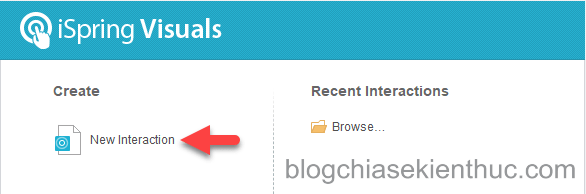 iSpring Visuals
Create
New Interaction
Recent Interactions
Browse...
blogchiasekienthuc.com